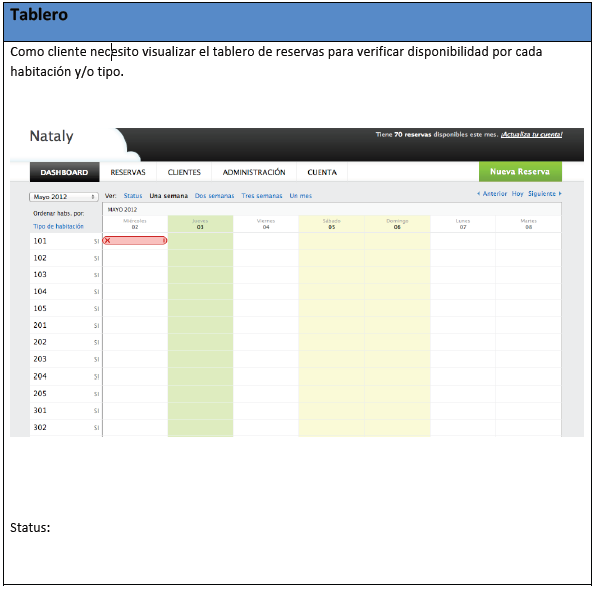 Tablero
Como cliente necesito visualizar el tablero de reservas para verificar disponibilidad por cada
habitación y/o tipo.
Nataly
Tiene 70 reservas disponibles este mes. ¡Actualiza tu cuenta!
DASHBOARD RESERVAS CLIENTES ADMINISTRACIÓN CUENTA Nueva Reserva
Mayo 2012 Ver: Status Una semana Dos semanas Tres semanas Un mes Anterior Hoy Siguiente
Ordenar habs. por: MAYO 2012
Tipo de habitación Miércoles Jueves Viernes Sábado Domingo Lunes Martes
02 03 04 05 06 07 08
101 SI
102 SI
103 SI
104 SI
105 SI
201 SI
202 SI
203 SI
204 SI
205 SI
301 SI
302 SI
Status: